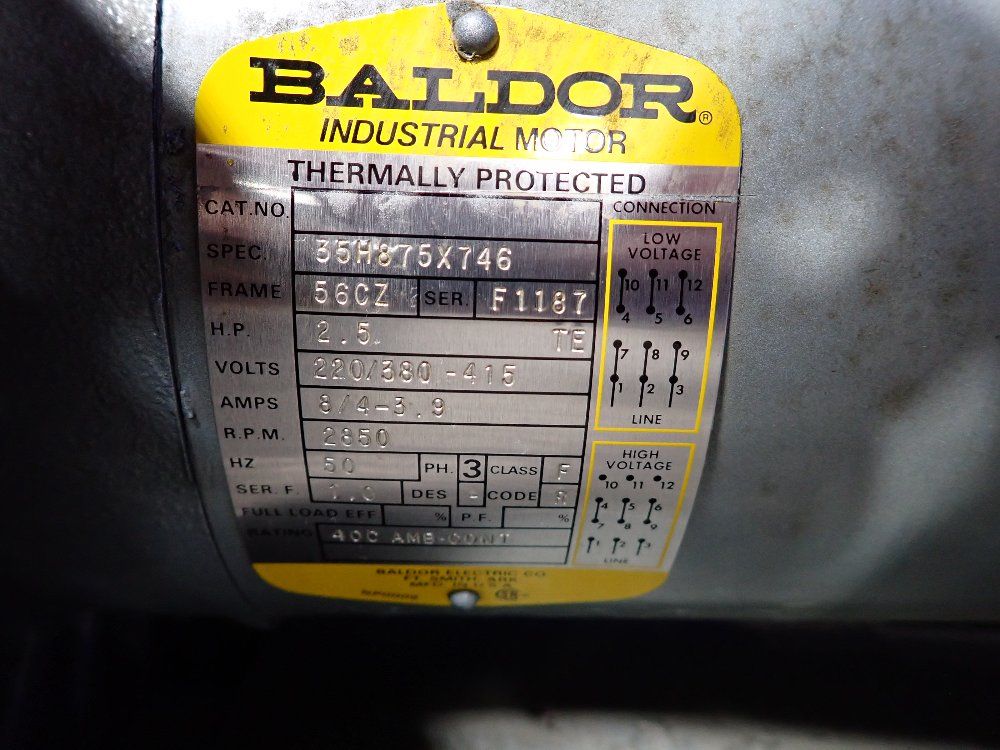 BALDOR®
INDUSTRIAL MOTOR
THERMALLY PROTECTED
CAT.NO.
SPEC. 35H875X746
FRAME 56CZ SER. F1187
H.P. 2.5 TE
VOLTS 220/380-415
AMPS 8/4-3.9
R.P.M. 2850
HZ 50 PH. 3 CLASS F
SER. F. 1.0 DES - CODE
FULL LOAD EFF % P.F. %
RATING 40C AMB-CONT
BALDOR ELECTRIC CO
FT. SMITH, ARK
MFD. IN U.S.A.
CONNECTION
LOW
VOLTAGE
10 11 12
4 5 6
7 8 9
1 2 3
LINE
HIGH
VOLTAGE
10 11 12
4 5 6
7 8 9
1 2 3
LINE